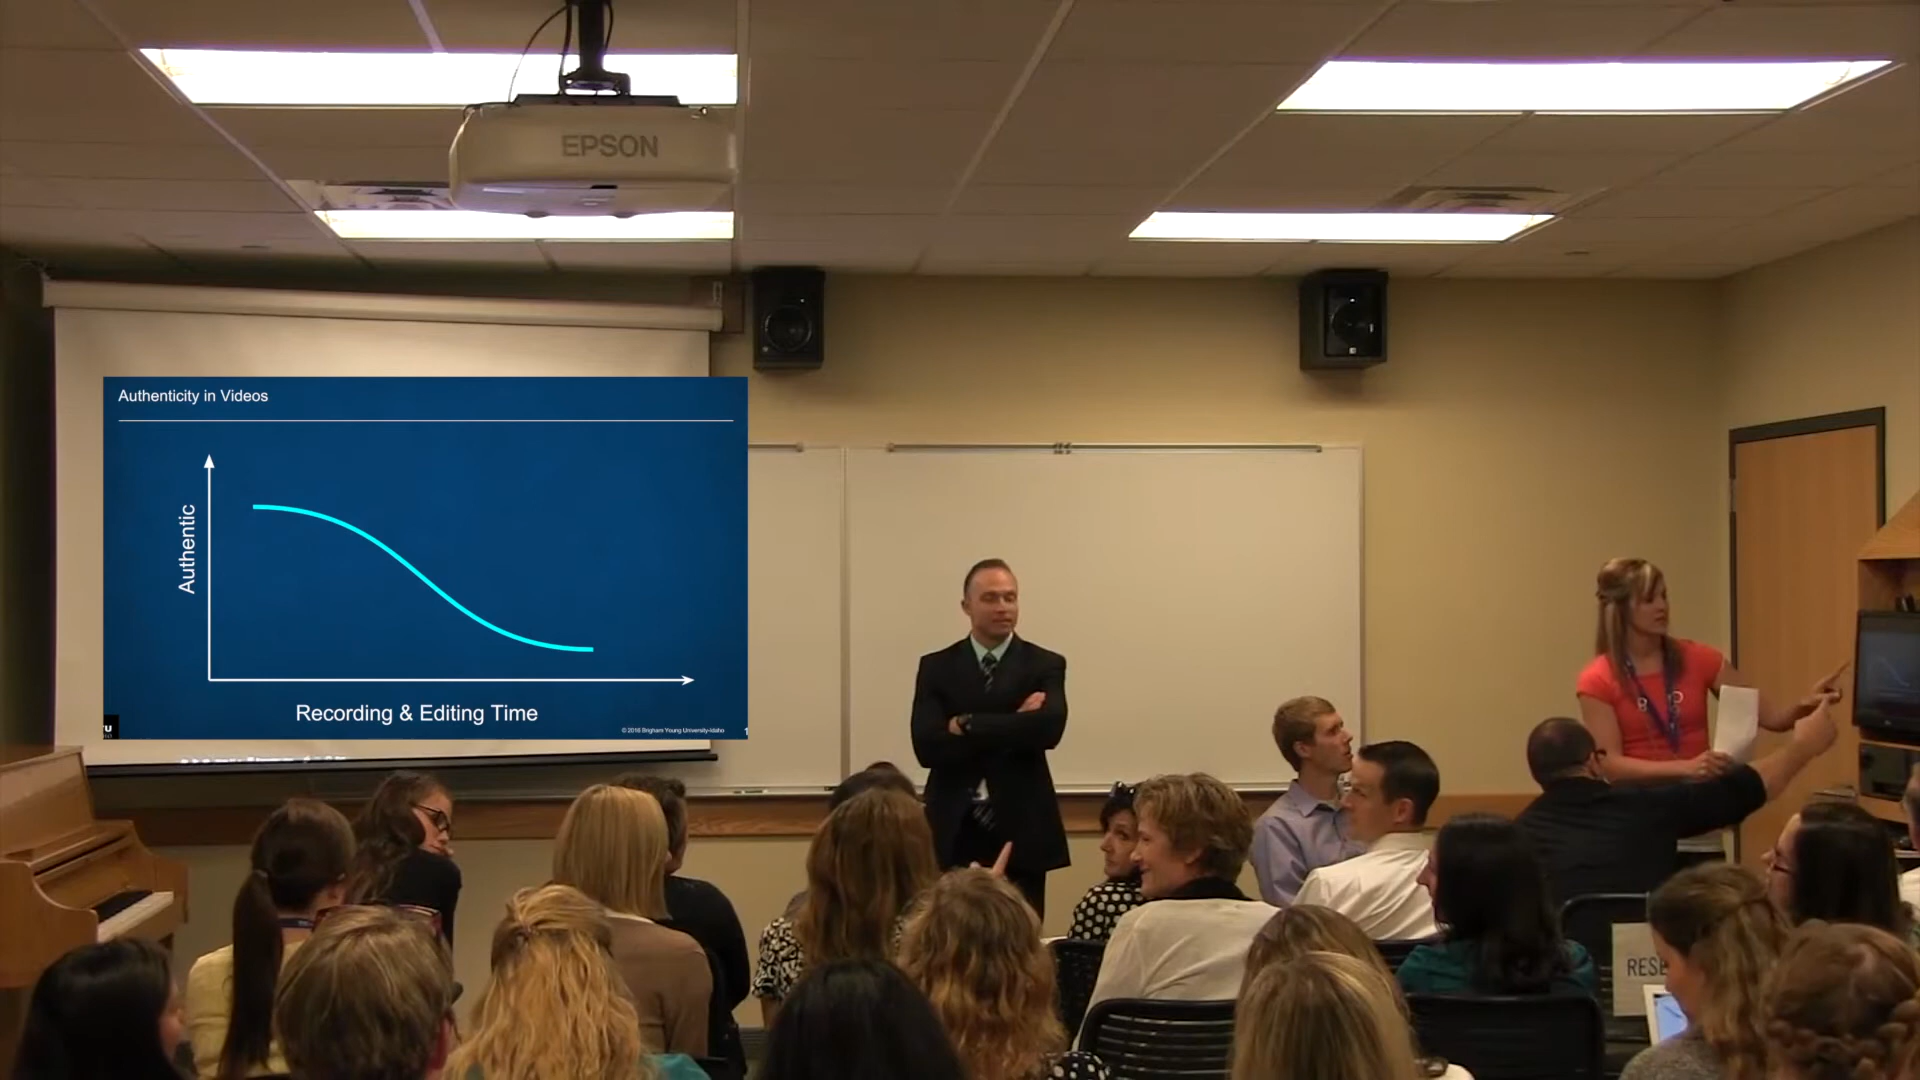 EPSON
Authenticity in Videos
Authentic
Recording & Editing Time
© 2016 Brigham Young University-Idaho
RESE